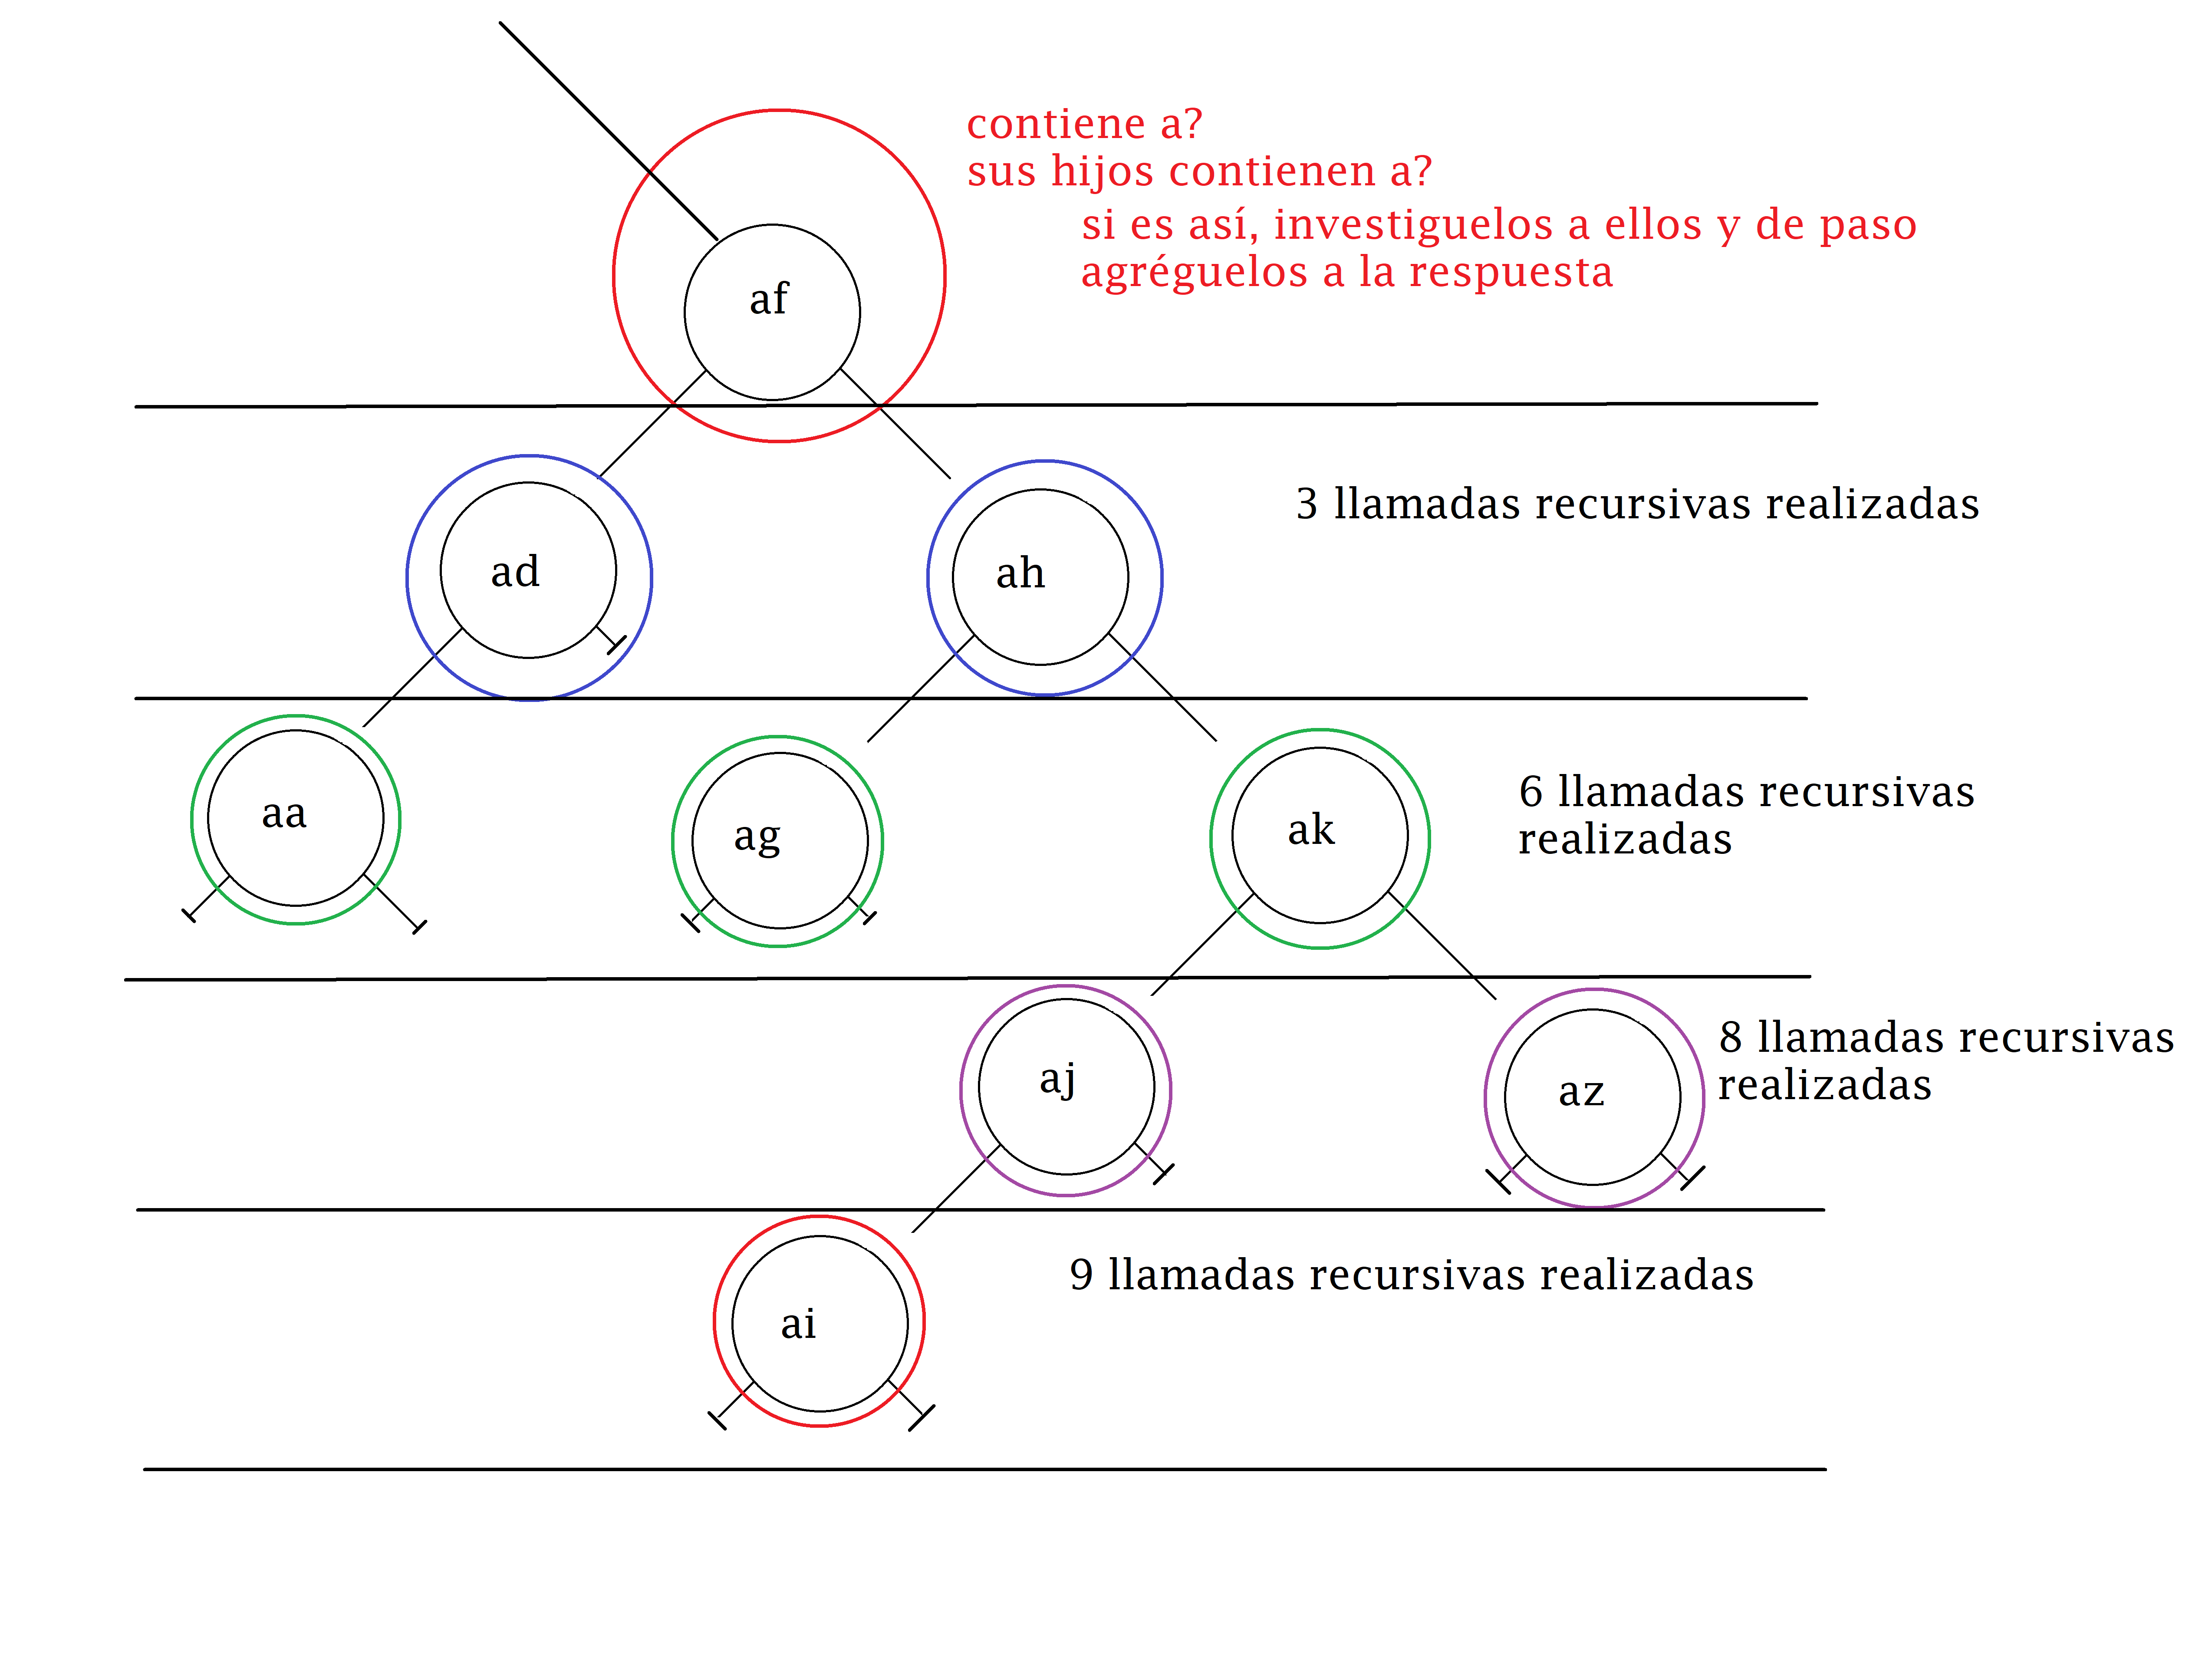 contiene a?
sus hijos contienen a?
si es así, investiguelos a ellos y de paso
agréguelos a la respuesta
af
3 llamadas recursivas realizadas
ad
ah
6 llamadas recursivas
realizadas
aa
ag
ak
8 llamadas recursivas
realizadas
aj
az
9 llamadas recursivas realizadas
ai